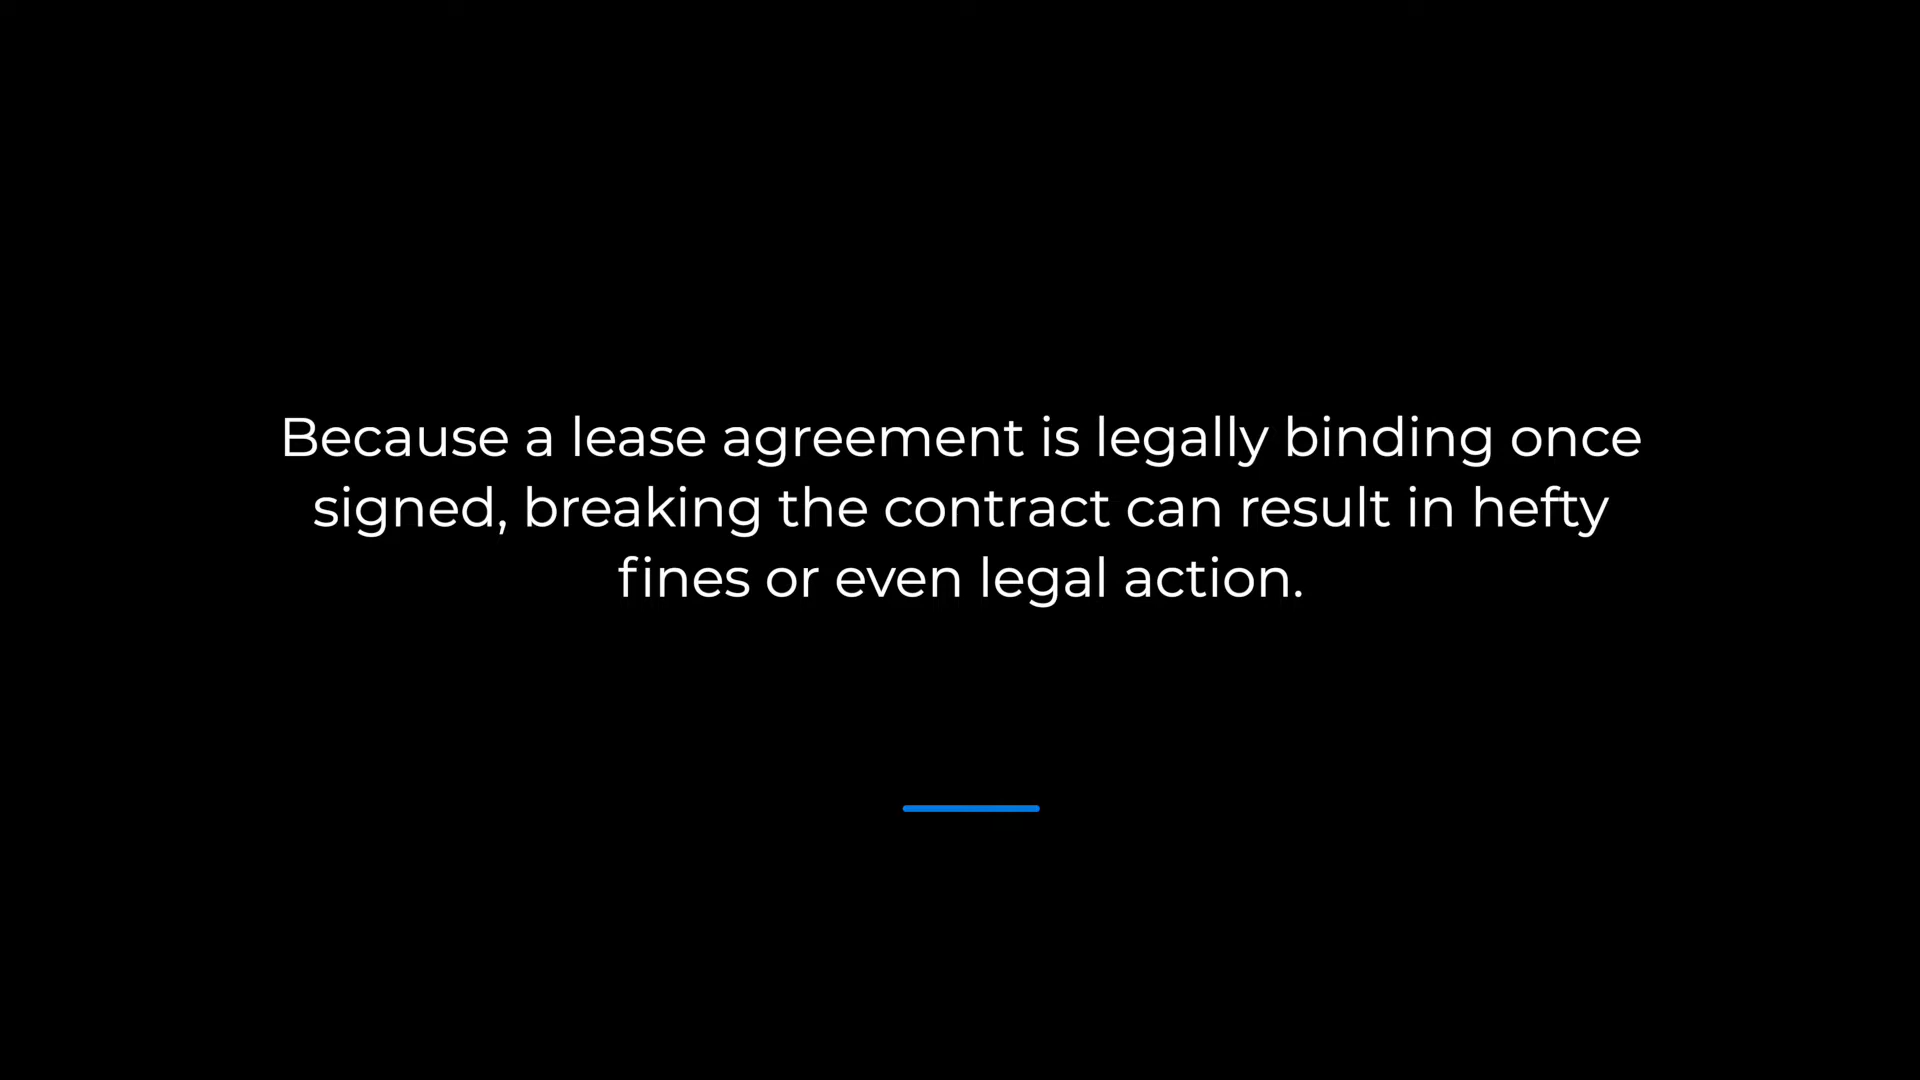 Because a lease agreement is legally binding once
signed, breaking the contract can result in hefty
fines or even legal action.